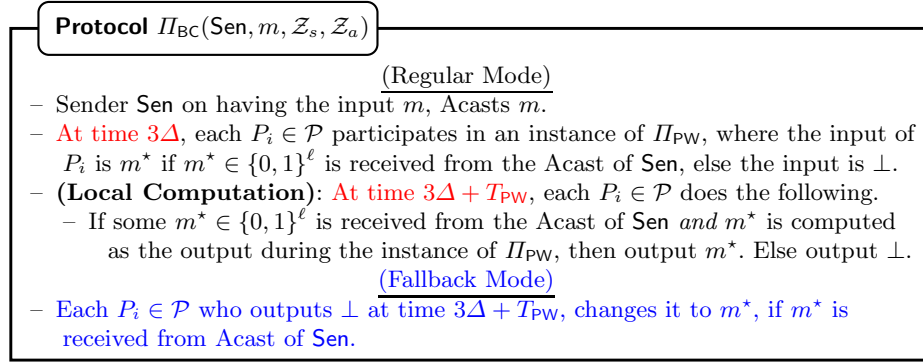 Protocol Π_BC(Sen, m, 𝒵_s, 𝒵_a)
(Regular Mode)
– Sender Sen on having the input m, Acasts m.
– At time 3Δ, each P_i ∈ 𝒫 participates in an instance of Π_PW, where the input of
P_i is m⋆ if m⋆ ∈ {0, 1}^ℓ is received from the Acast of Sen, else the input is ⊥.
– (Local Computation): At time 3Δ + T_PW, each P_i ∈ 𝒫 does the following.
– If some m⋆ ∈ {0, 1}^ℓ is received from the Acast of Sen and m⋆ is computed
as the output during the instance of Π_PW, then output m⋆. Else output ⊥.
(Fallback Mode)
– Each P_i ∈ 𝒫 who outputs ⊥ at time 3Δ + T_PW, changes it to m⋆, if m⋆ is
received from Acast of Sen.